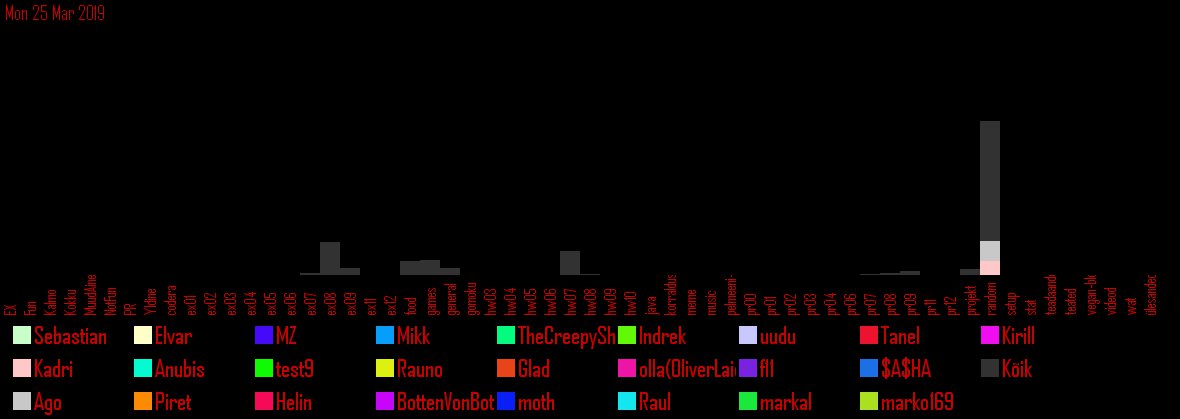 Mon 25 Mar 2019
EX Fun Kalmo Kokku MuudAine NoFun PR Yldine codera ex01 ex02 ex03 ex04 ex05 ex06 ex07 ex08 ex09 ex11 ex12 food games general gomoku hw03 hw04 hw05 hw06 hw07 hw08 hw09 hw10 java korraldus meme music pelmeeni- pr00 pr01 pr02 pr03 pr04 pr06 pr07 pr08 pr09 pr11 pr12 projekt random setup stat teadaandi teated vegan-bk videod wat ülesanded
Sebastian Elvar MZ Mikk TheCreepySh Indrek uudu Tanel Kirill
Kadri Anubis test9 Rauno Glad olla(OliverLai fl1 $A$HA Kõik
Ago Piret Helin BottenVonBot moth Raul markal marko169